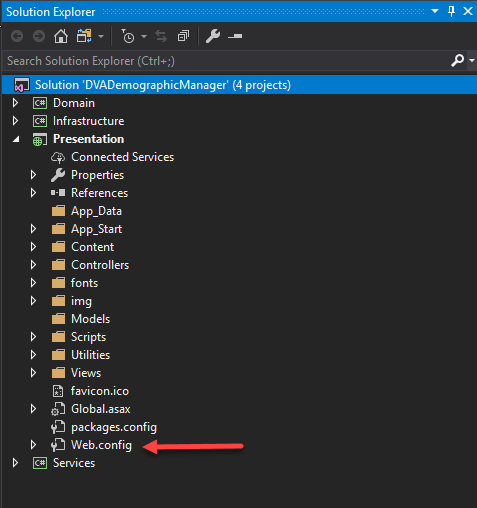 Solution Explorer
Search Solution Explorer (Ctrl+;)
Solution 'DVADemographicManager' (4 projects)
C# Domain
C# Infrastructure
Presentation
Connected Services
Properties
References
App_Data
App_Start
Content
Controllers
fonts
img
Models
Scripts
Utilities
Views
favicon.ico
Global.asax
packages.config
Web.config
C# Services